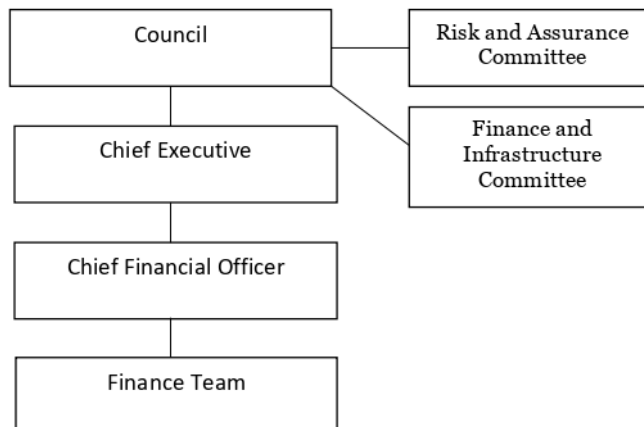 Council
Risk and Assurance
Committee
Finance and
Infrastructure
Committee
Chief Executive
Chief Financial Officer
Finance Team